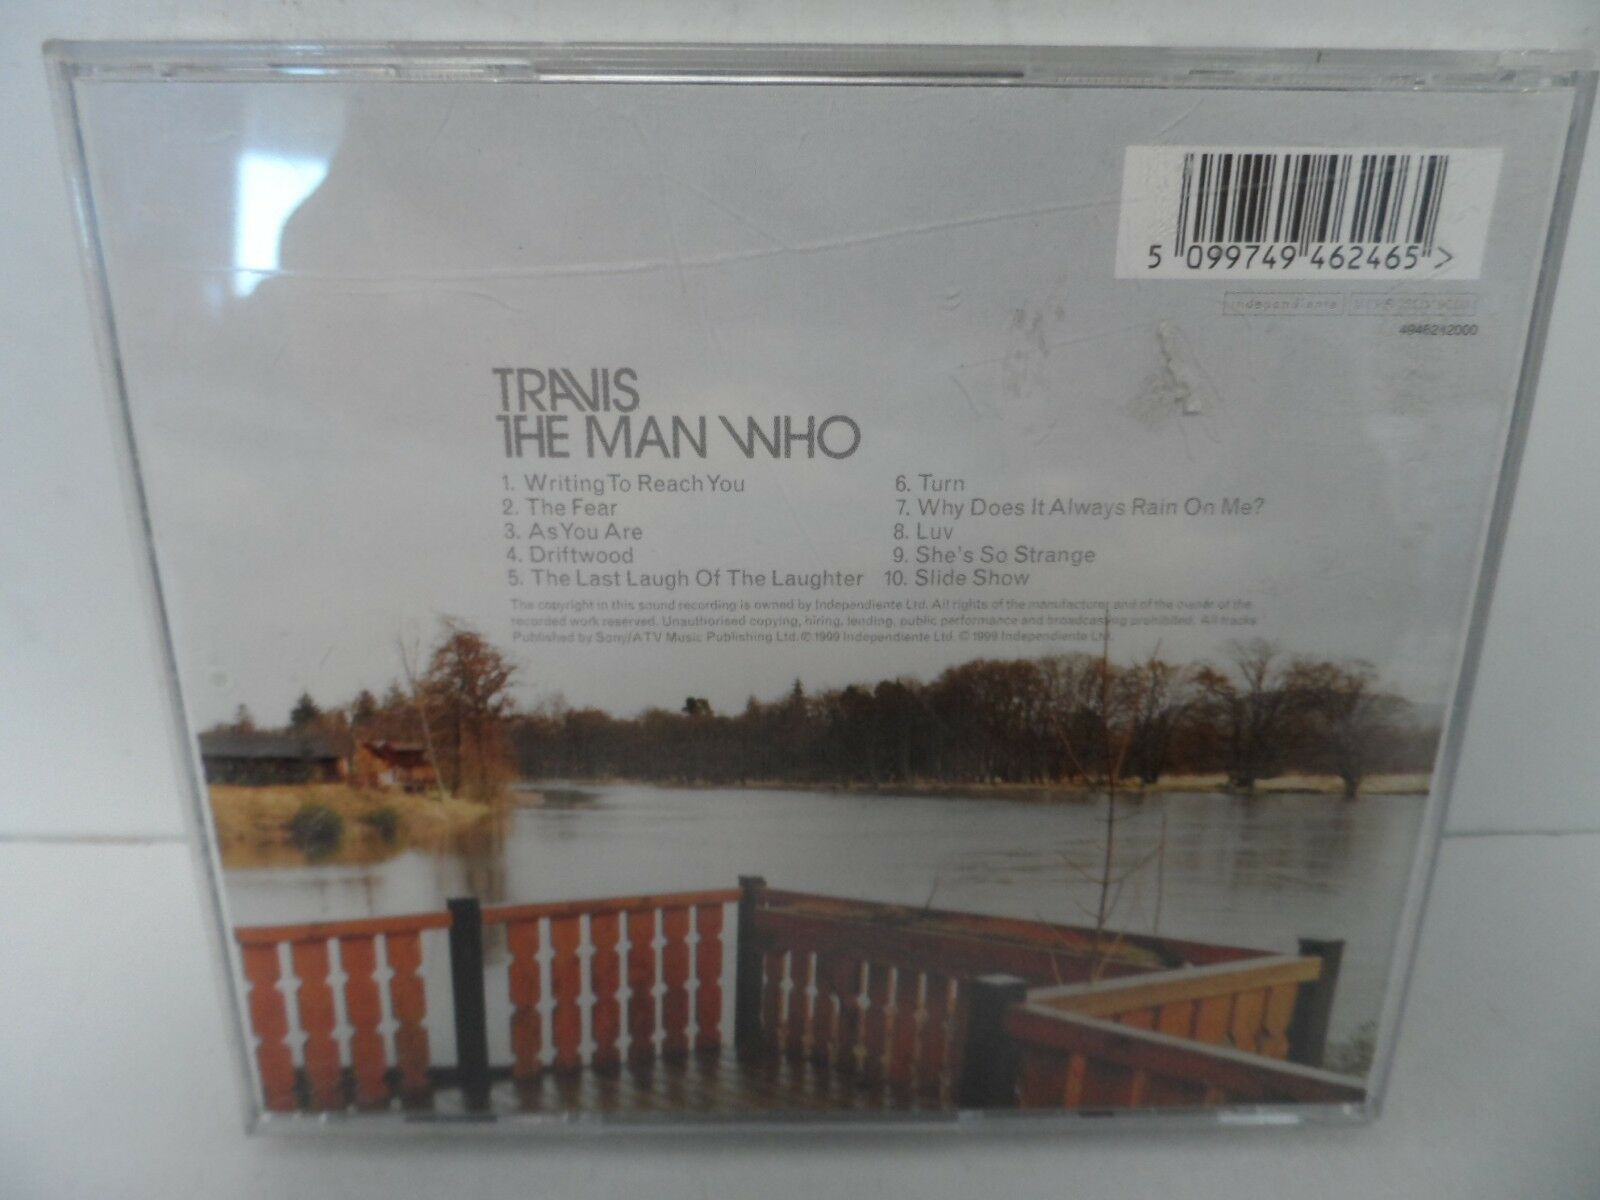 5 099749 462465 >
independiente
TRAVIS
THE MAN WHO
1. Writing To Reach You
2. The Fear
3. As You Are
4. Driftwood
5. The Last Laugh Of The Laughter
6. Turn
7. Why Does It Always Rain On Me?
8. Luv
9. She's So Strange
10. Slide Show
The copyright in this sound recording is owned by Independiente Ltd. All rights of the manufacturer and of the owner of the
recorded work reserved. Unauthorised copying, hiring, lending, public performance and broadcasting prohibited. All tracks
Published by Sony/ATV Music Publishing Ltd. ℗ 1999 Independiente Ltd. © 1999 Independiente Ltd.